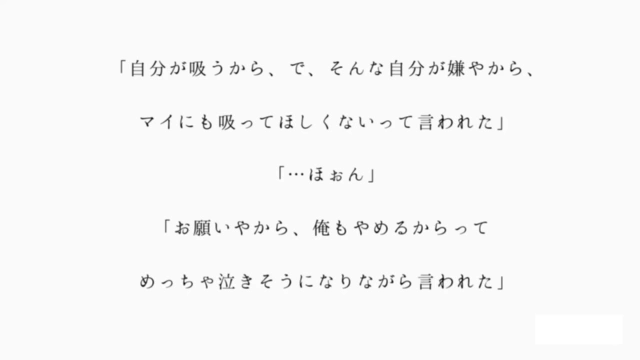 「自分が吸うから、で、そんな自分が嫌やから、
マイにも吸ってほしくないって言われた」
「…ほぉん」
「お願いやから、俺もやめるからって
めっちゃ泣きそうになりながら言われた」